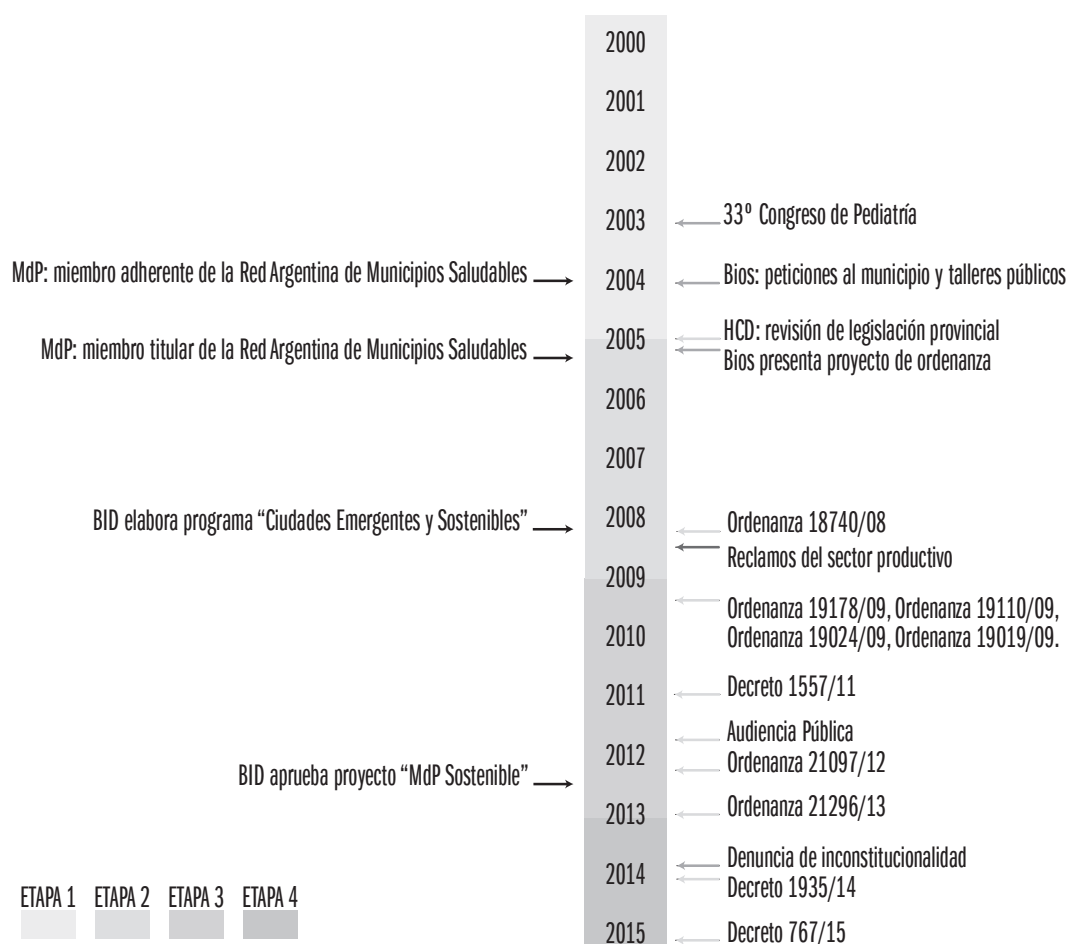 2000
2001
2002
2003
33º Congreso de Pediatría
MdP: miembro adherente de la Red Argentina de Municipios Saludables
2004
Bios: peticiones al municipio y talleres públicos
2005
HCD: revisión de legislación provincial
MdP: miembro titular de la Red Argentina de Municipios Saludables
Bios presenta proyecto de ordenanza
2006
2007
BID elabora programa “Ciudades Emergentes y Sostenibles”
2008
Ordenanza 18740/08
Reclamos del sector productivo
2009
Ordenanza 19178/09, Ordenanza 19110/09,
2010
Ordenanza 19024/09, Ordenanza 19019/09.
2011
Decreto 1557/11
Audiencia Pública
2012
Ordenanza 21097/12
BID aprueba proyecto “MdP Sostenible”
2013
Ordenanza 21296/13
Denuncia de inconstitucionalidad
2014
Decreto 1935/14
ETAPA 1 ETAPA 2 ETAPA 3 ETAPA 4
2015
Decreto 767/15